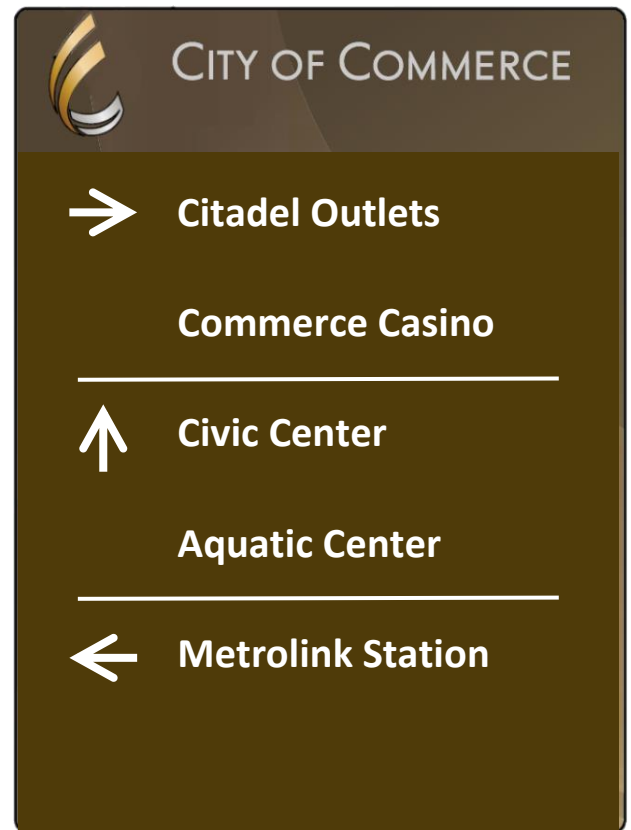 CITY OF COMMERCE
Citadel Outlets
Commerce Casino
Civic Center
Aquatic Center
Metrolink Station